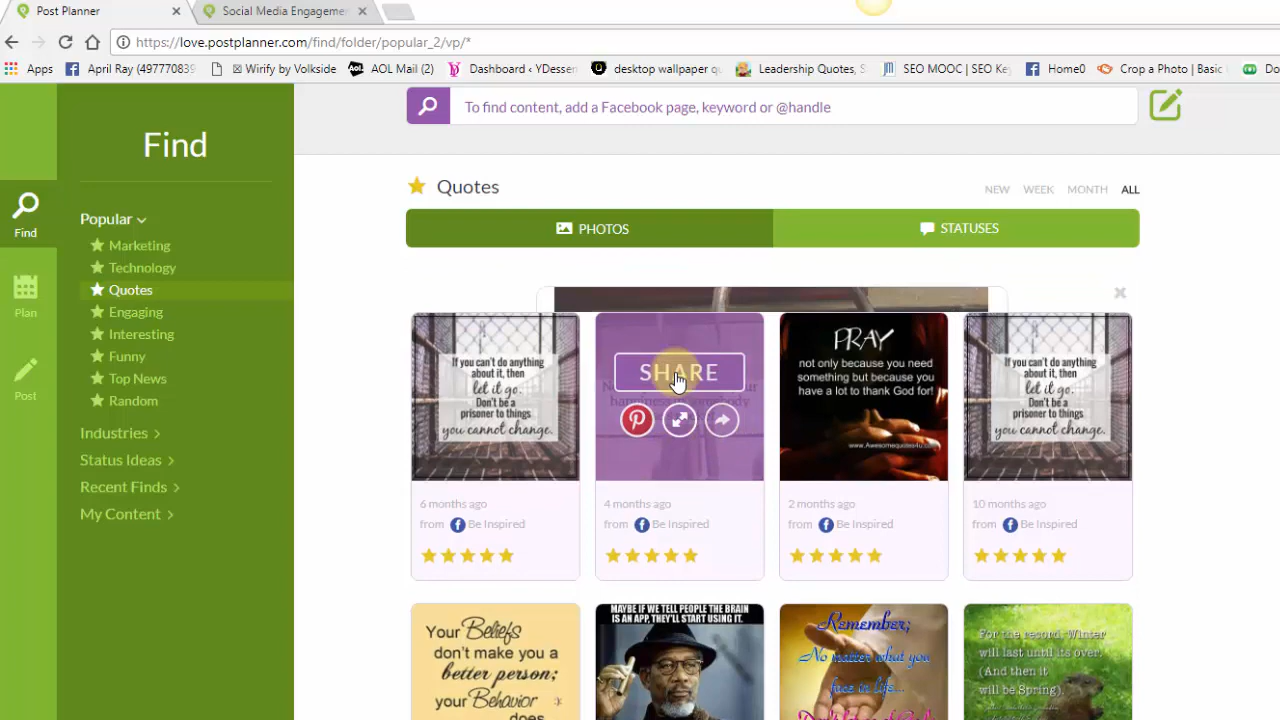 Post Planner
Social Media Engageme
https://love.postplanner.com/find/folder/popular_2/vp/*
Apps
April Ray (497777083
Wirify by Volkside
AOL Mail (2)
Dashboard ‹ YDessen
desktop wallpaper qu
Leadership Quotes, S
SEO MOOC | SEO Key
Home0
Crop a Photo | Basic
Do
To find content, add a Facebook page, keyword or @handle
Find
Find
Plan
Post
Popular
Marketing
Technology
Quotes
Engaging
Interesting
Funny
Top News
Random
Industries
Status Ideas
Recent Finds
My Content
Quotes
NEW WEEK MONTH ALL
PHOTOS
STATUSES
If you can't do anything
about it, then
let it go.
Don't be a
prisoner to things
you cannot change.
6 months ago
from Be Inspired
SHARE
happiness somebody
4 months ago
from Be Inspired
PRAY
not only because you need
something but because you
have a lot to thank God for!
www.Awesomequotes4u.co
2 months ago
from Be Inspired
If you can't do anything
about it, then
let it go.
Don't be a
prisoner to things
you cannot change.
10 months ago
from Be Inspired
Your Beliefs
don't make you a
better person;
your Behavior
does
MAYBE IF WE TELL PEOPLE THE BRAIN
IS AN APP, THEY'LL START USING IT.
Remember;
No matter what you
face in life...
For the record, Winter
will last until its over.
(And then it
will be Spring).